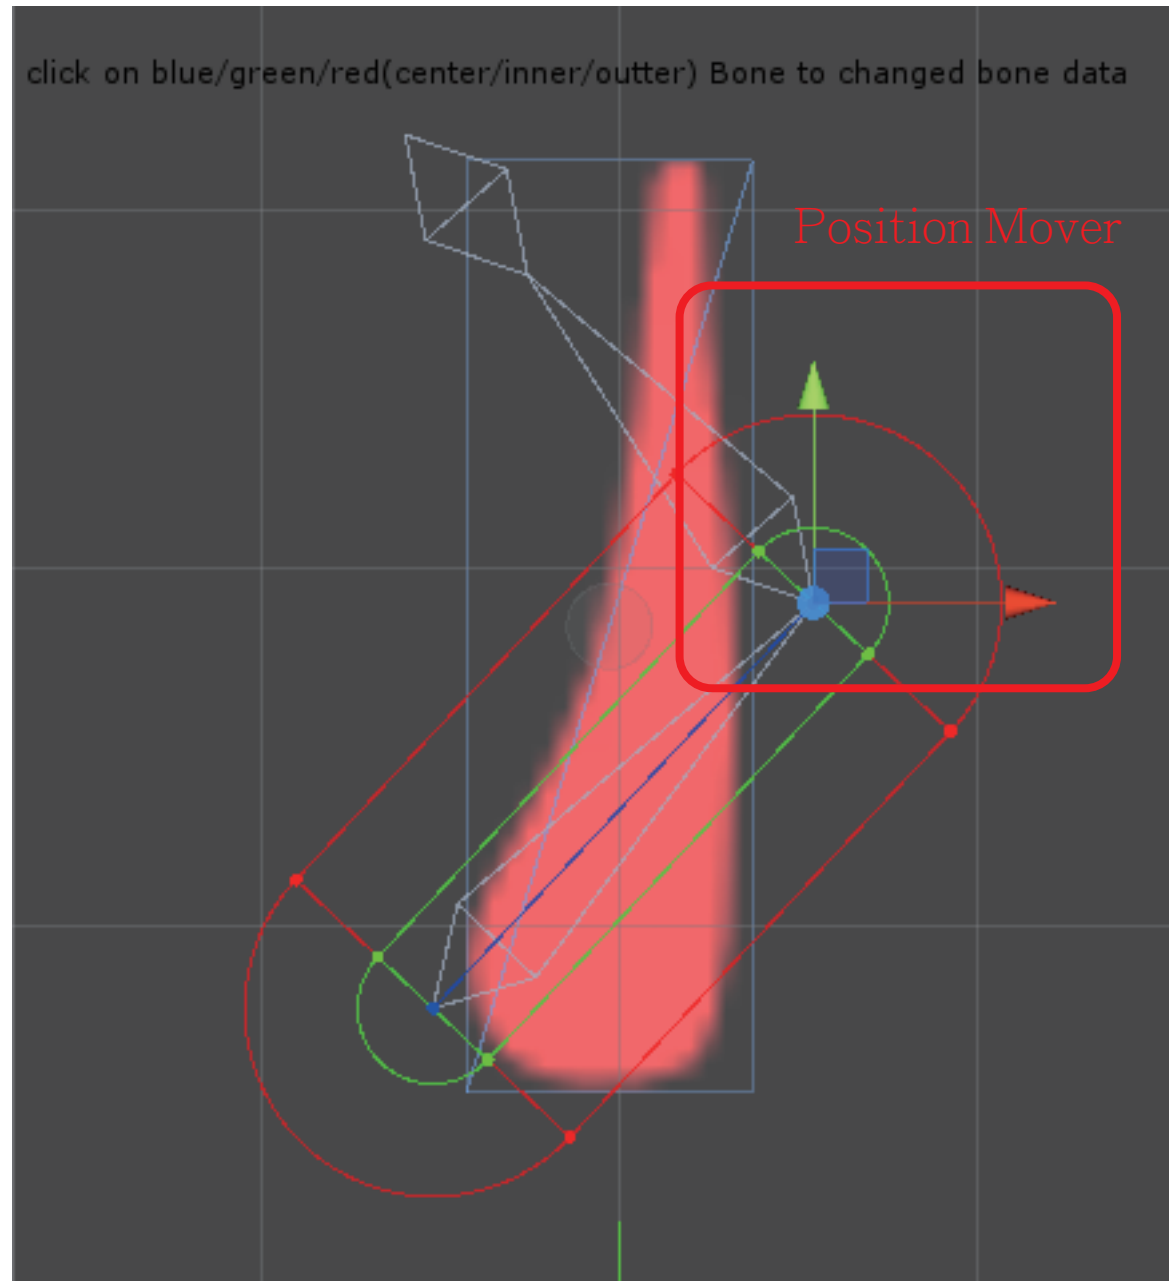 click on blue/green/red(center/inner/outter) Bone to changed bone data
Position Mover